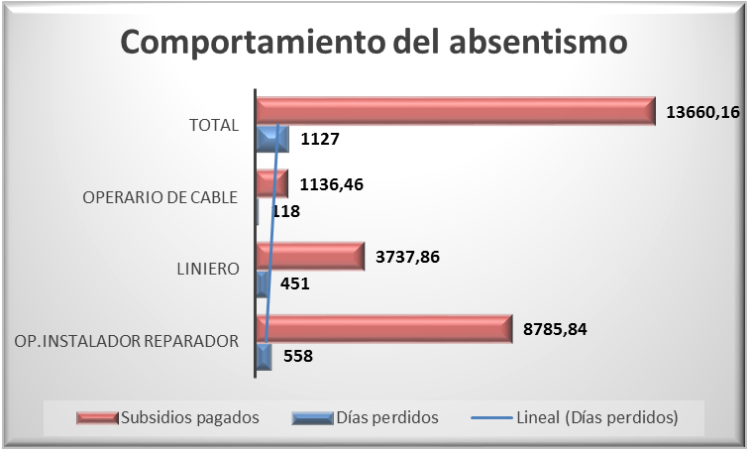 Comportamiento del absentismo
TOTAL
13660,16
1127
OPERARIO DE CABLE
1136,46
118
LINIERO
3737,86
451
OP.INSTALADOR REPARADOR
8785,84
558
Subsidios pagados Días perdidos Lineal (Días perdidos)